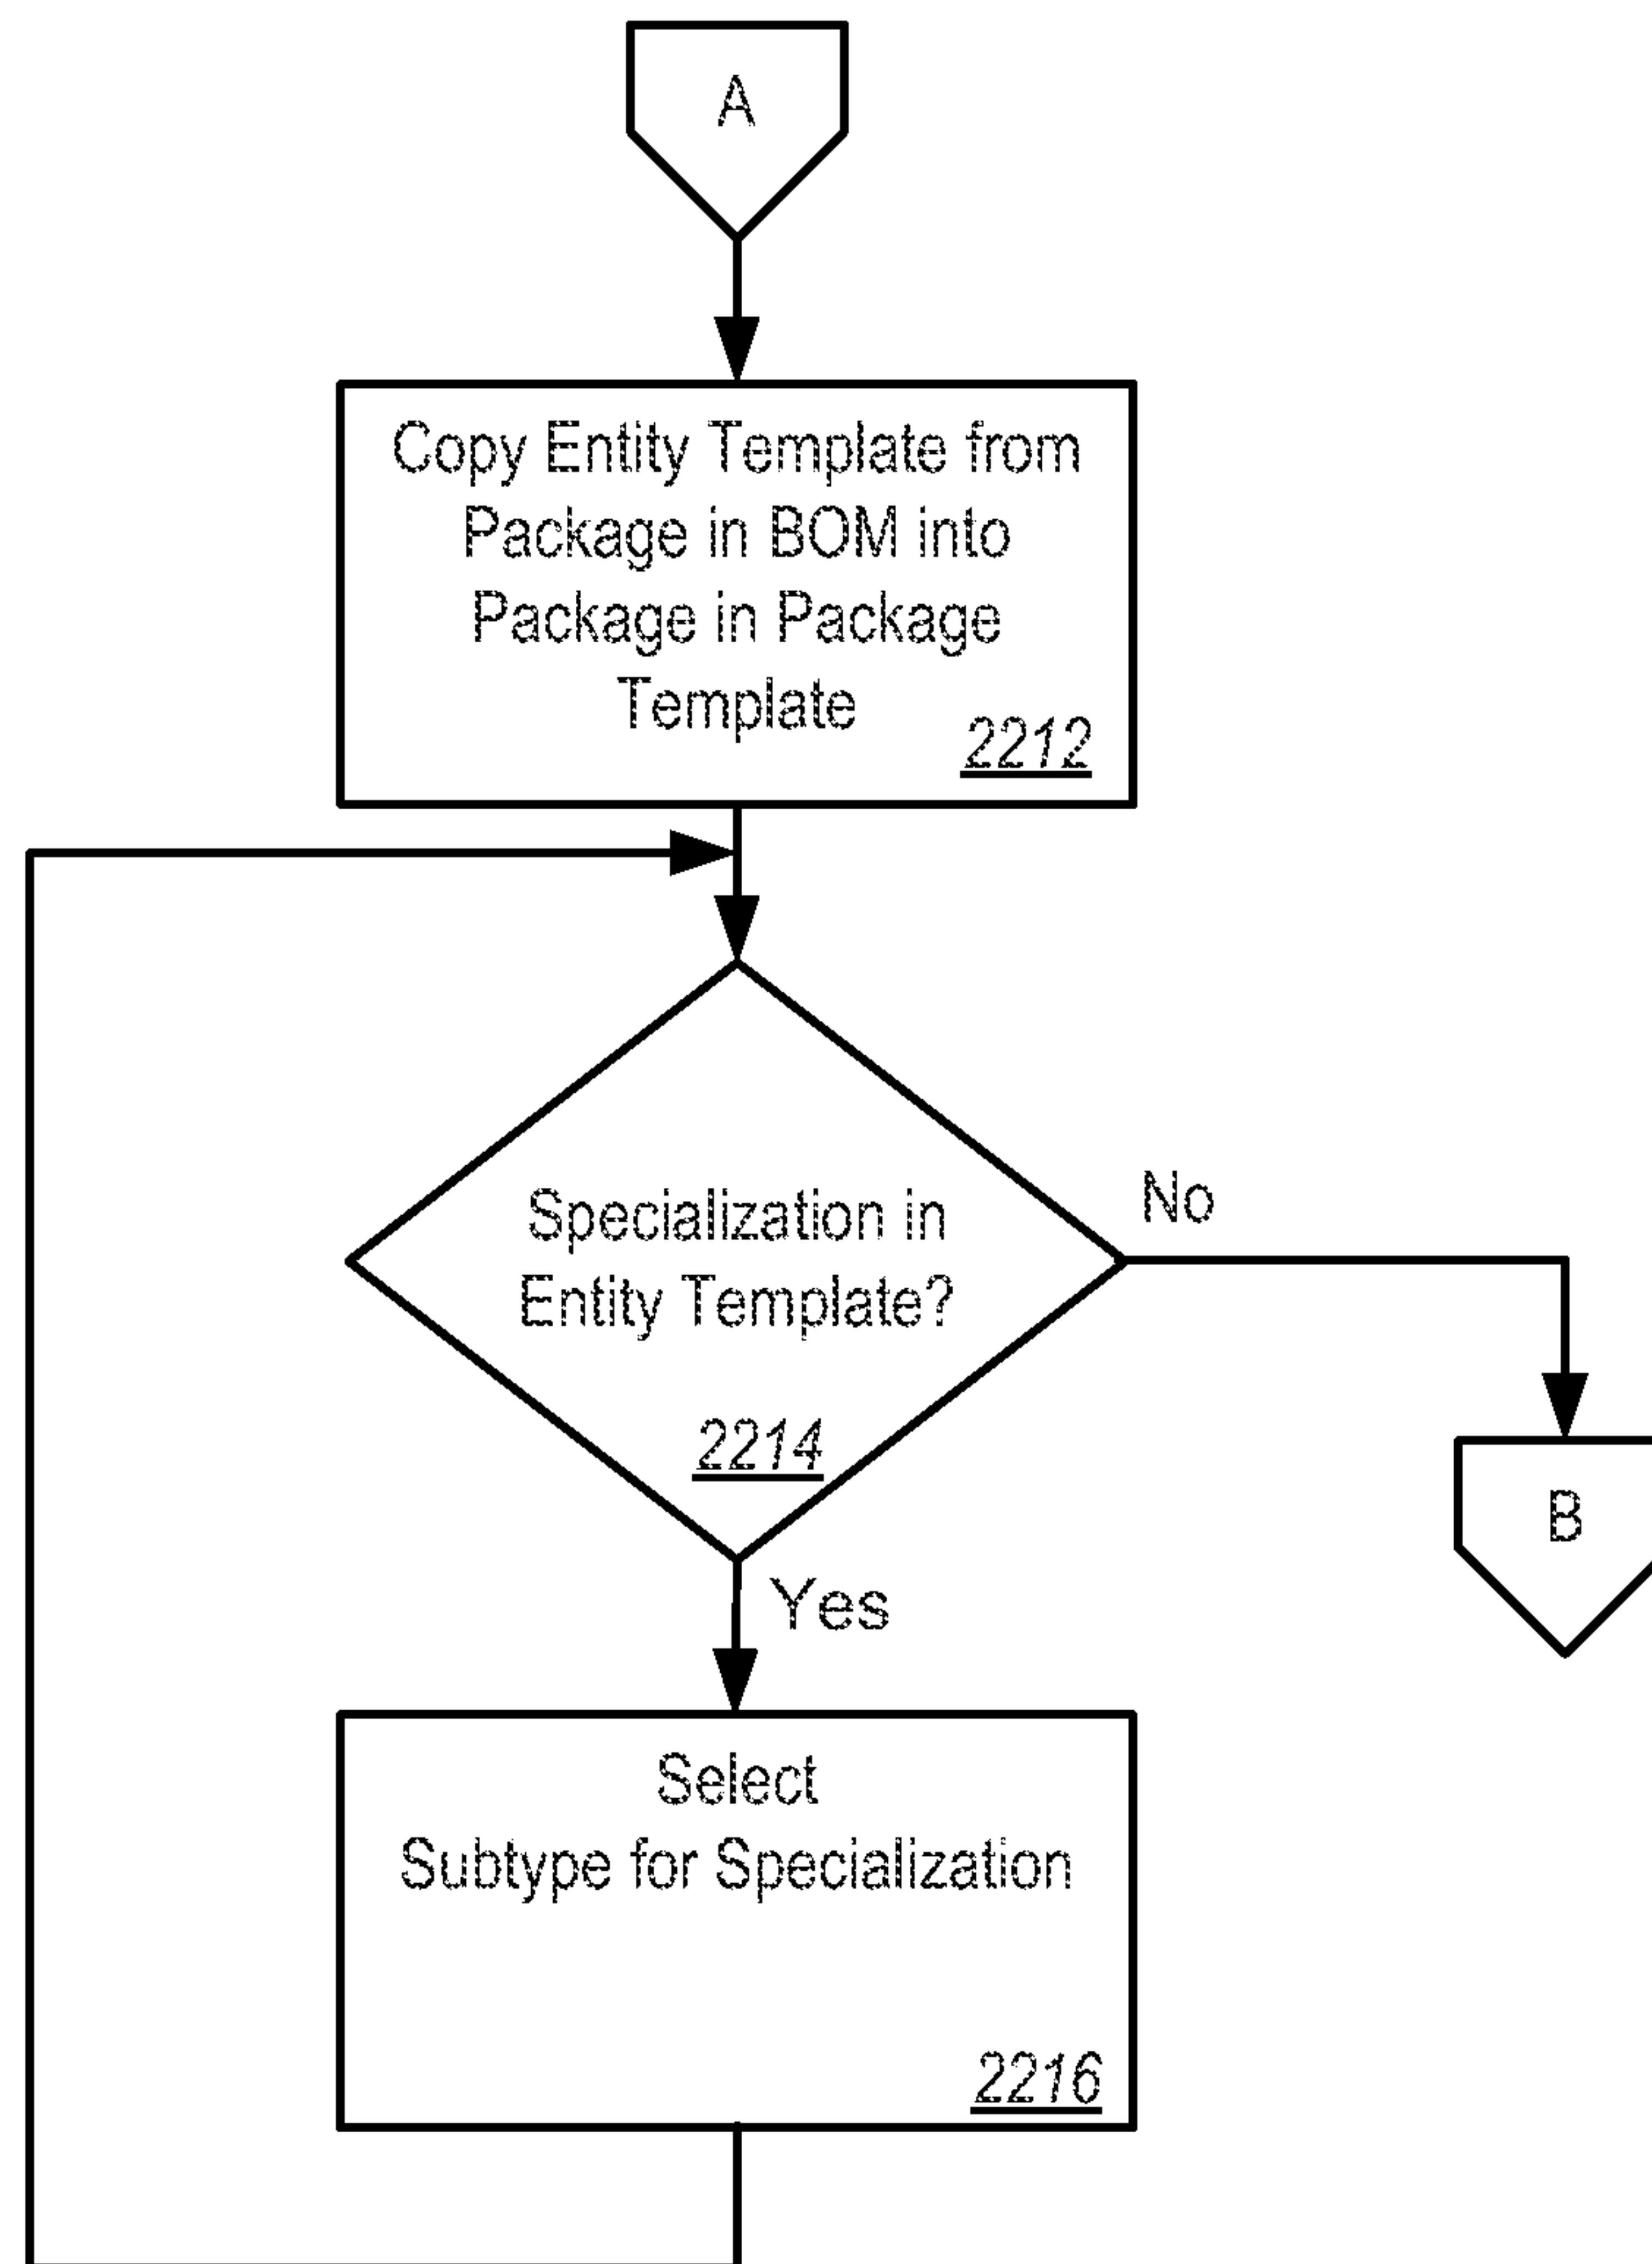 A
Copy Entity Template from
Package in BOM into
Package in Package
Template
2212
Specialization in
Entity Template?
No
2214
B
Yes
Select
Subtype for Specialization
2216